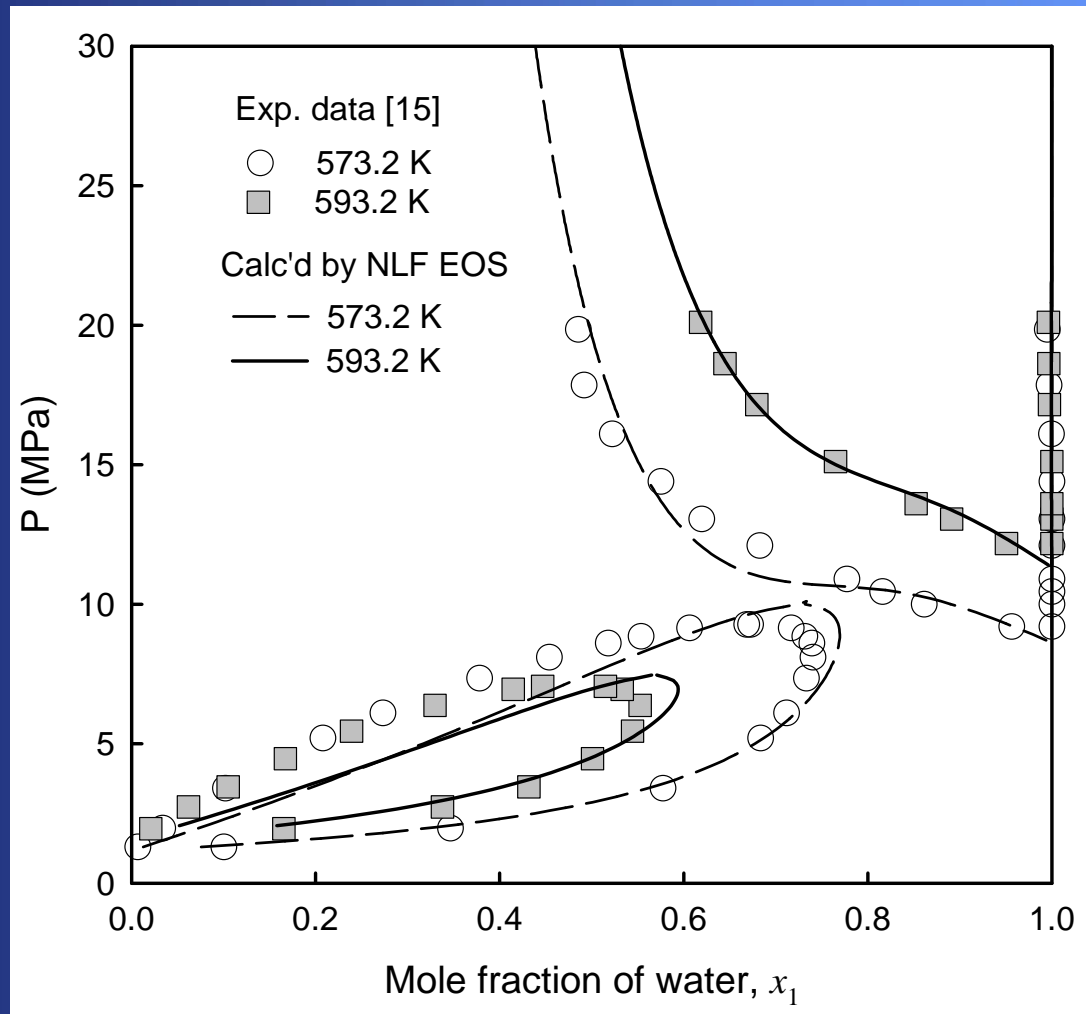 Exp. data [15]
573.2 K
593.2 K
Calc'd by NLF EOS
573.2 K
593.2 K
P (MPa)
30
25
20
15
10
5
0
0.0 0.2 0.4 0.6 0.8 1.0
Mole fraction of water, x₁